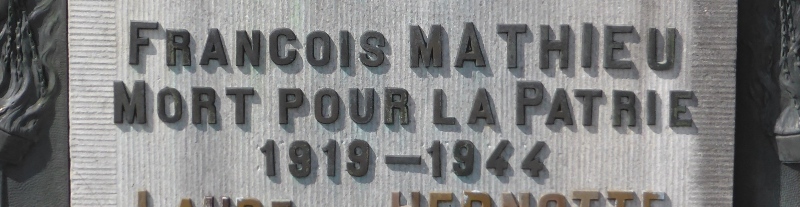 FRANCOIS MATHIEU
MORT POUR LA PATRIE
1919-1944